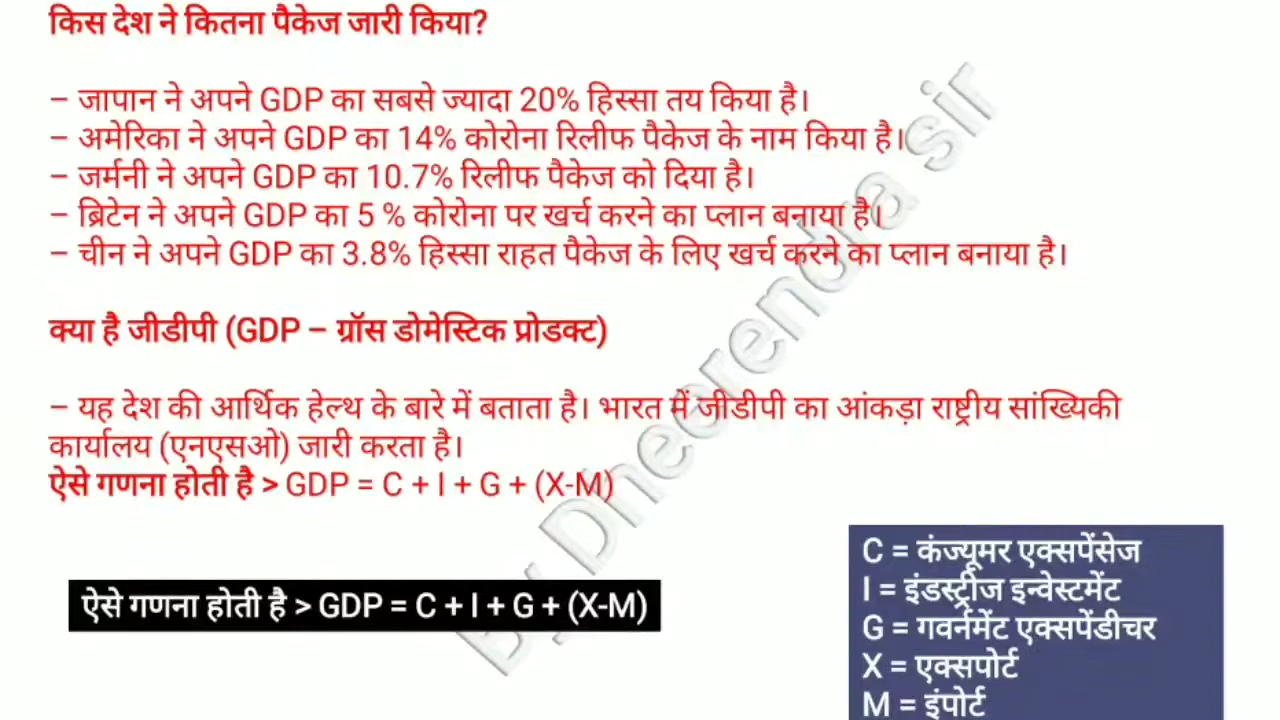 किस देश ने कितना पैकेज जारी किया?
– जापान ने अपने GDP का सबसे ज्यादा 20% हिस्सा तय किया है।
– अमेरिका ने अपने GDP का 14% कोरोना रिलीफ पैकेज के नाम किया है।
– जर्मनी ने अपने GDP का 10.7% रिलीफ पैकेज को दिया है।
– ब्रिटेन ने अपने GDP का 5 % कोरोना पर खर्च करने का प्लान बनाया है।
– चीन ने अपने GDP का 3.8% हिस्सा राहत पैकेज के लिए खर्च करने का प्लान बनाया है।
क्या है जीडीपी (GDP – ग्रॉस डोमेस्टिक प्रोडक्ट)
– यह देश की आर्थिक हेल्थ के बारे में बताता है। भारत में जीडीपी का आंकड़ा राष्ट्रीय सांख्यिकी
कार्यालय (एनएसओ) जारी करता है।
ऐसे गणना होती है > GDP = C + I + G + (X-M)
ऐसे गणना होती है > GDP = C + I + G + (X-M)
C = कंज्यूमर एक्सपेंसेज
I = इंडस्ट्रीज इन्वेस्टमेंट
G = गवर्नमेंट एक्सपेंडीचर
X = एक्सपोर्ट
M = इंपोर्ट
By Dheerendra sir